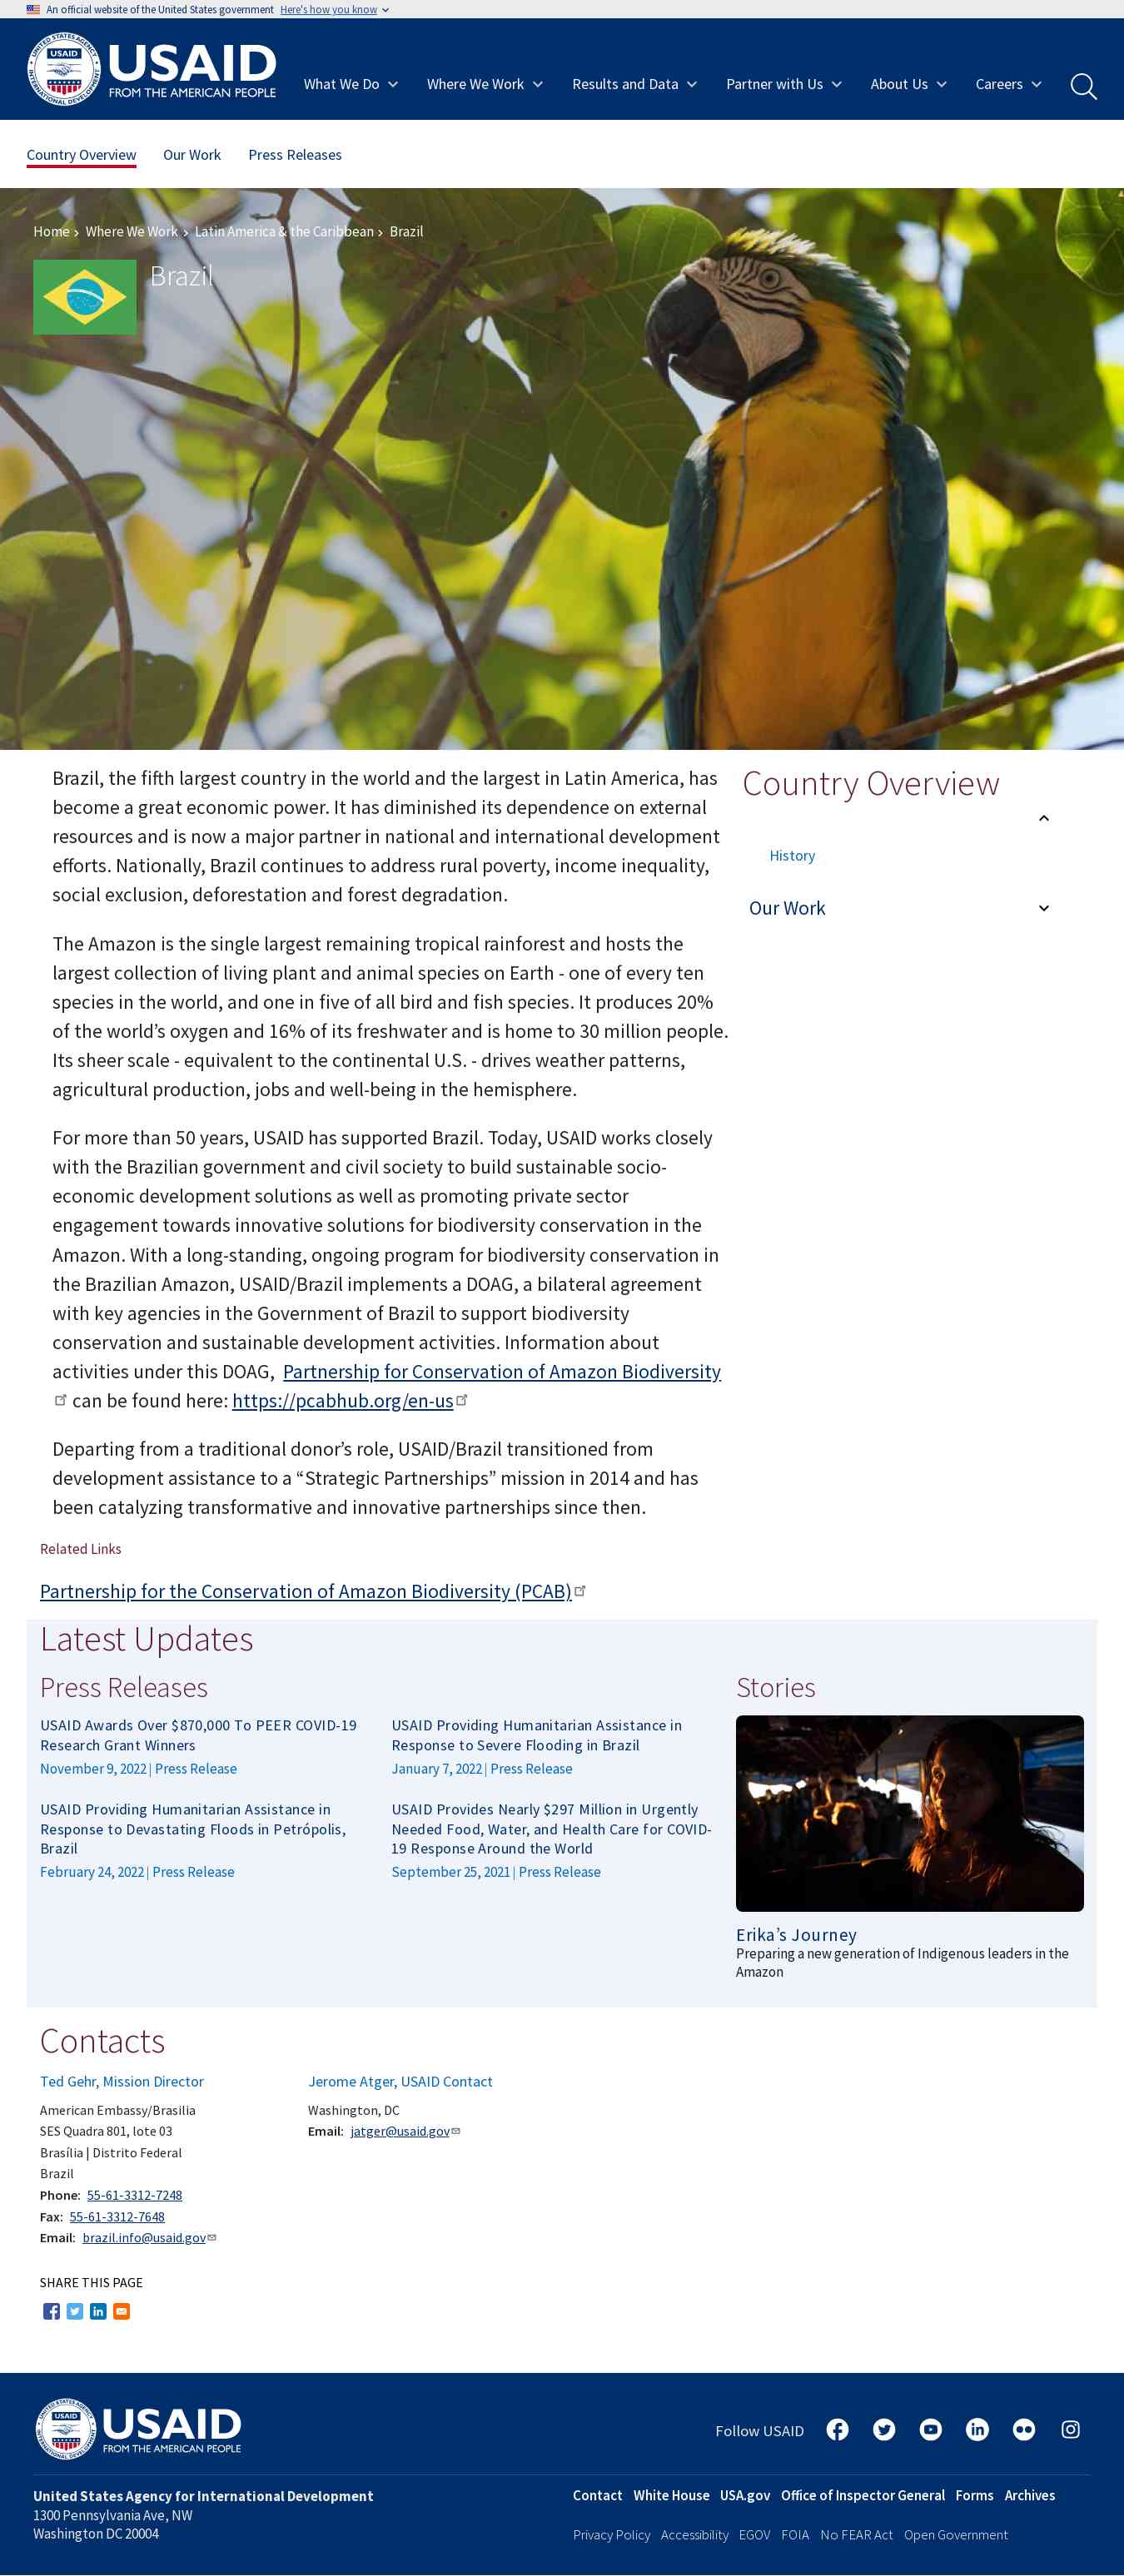 An official website of the United States government Here's how you know
USAID
USAID
FROM THE AMERICAN PEOPLE
What We Do
Where We Work
Results and Data
Partner with Us
About Us
Careers
Country Overview
Our Work
Press Releases
Home › Where We Work › Latin America & the Caribbean › Brazil
Brazil
Brazil, the fifth largest country in the world and the largest in Latin America, has
become a great economic power. It has diminished its dependence on external
resources and is now a major partner in national and international development
efforts. Nationally, Brazil continues to address rural poverty, income inequality,
social exclusion, deforestation and forest degradation.
The Amazon is the single largest remaining tropical rainforest and hosts the
largest collection of living plant and animal species on Earth - one of every ten
species in the world, and one in five of all bird and fish species. It produces 20%
of the world’s oxygen and 16% of its freshwater and is home to 30 million people.
Its sheer scale - equivalent to the continental U.S. - drives weather patterns,
agricultural production, jobs and well-being in the hemisphere.
For more than 50 years, USAID has supported Brazil. Today, USAID works closely
with the Brazilian government and civil society to build sustainable socio-
economic development solutions as well as promoting private sector
engagement towards innovative solutions for biodiversity conservation in the
Amazon. With a long-standing, ongoing program for biodiversity conservation in
the Brazilian Amazon, USAID/Brazil implements a DOAG, a bilateral agreement
with key agencies in the Government of Brazil to support biodiversity
conservation and sustainable development activities. Information about
activities under this DOAG, Partnership for Conservation of Amazon Biodiversity
can be found here: https://pcabhub.org/en-us
Departing from a traditional donor’s role, USAID/Brazil transitioned from
development assistance to a “Strategic Partnerships” mission in 2014 and has
been catalyzing transformative and innovative partnerships since then.
Country Overview
History
Our Work
Related Links
Partnership for the Conservation of Amazon Biodiversity (PCAB)
Latest Updates
Press Releases
USAID Awards Over $870,000 To PEER COVID-19
Research Grant Winners
November 9, 2022 | Press Release
USAID Providing Humanitarian Assistance in
Response to Severe Flooding in Brazil
January 7, 2022 | Press Release
USAID Providing Humanitarian Assistance in
Response to Devastating Floods in Petrópolis,
Brazil
February 24, 2022 | Press Release
USAID Provides Nearly $297 Million in Urgently
Needed Food, Water, and Health Care for COVID-
19 Response Around the World
September 25, 2021 | Press Release
Stories
Erika’s Journey
Preparing a new generation of Indigenous leaders in the
Amazon
Contacts
Ted Gehr, Mission Director
American Embassy/Brasilia
SES Quadra 801, lote 03
Brasília | Distrito Federal
Brazil
Phone: 55-61-3312-7248
Fax: 55-61-3312-7648
Email: brazil.info@usaid.gov
Jerome Atger, USAID Contact
Washington, DC
Email: jatger@usaid.gov
SHARE THIS PAGE
USAID
USAID
FROM THE AMERICAN PEOPLE
Follow USAID
United States Agency for International Development
1300 Pennsylvania Ave, NW
Washington DC 20004
Contact White House USA.gov Office of Inspector General Forms Archives
Privacy Policy Accessibility EGOV FOIA No FEAR Act Open Government